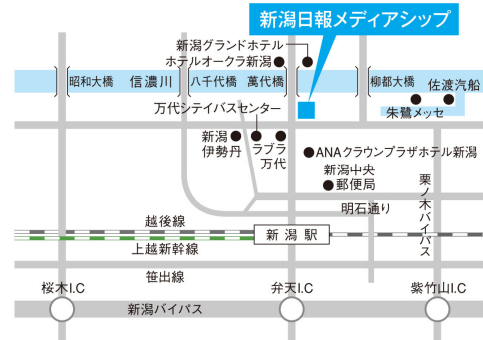 新潟日報メディアシップ
新潟グランドホテル
ホテルオークラ新潟
昭和大橋
信濃川
八千代橋
萬代橋
柳都大橋
佐渡汽船
朱鷺メッセ
万代シテイバスセンター
新潟
伊勢丹
ラブラ
万代
ANAクラウンプラザホテル新潟
新潟中央
郵便局
栗ノ木バイパス
明石通り
越後線
新潟駅
上越新幹線
笹出線
桜木I.C
弁天I.C
紫竹山I.C
新潟バイパス